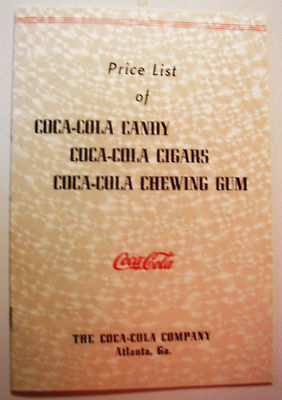 Price List
of
COCA-COLA CANDY
COCA-COLA CIGARS
COCA-COLA CHEWING GUM
Coca-Cola
THE COCA-COLA COMPANY
Atlanta, Ga.